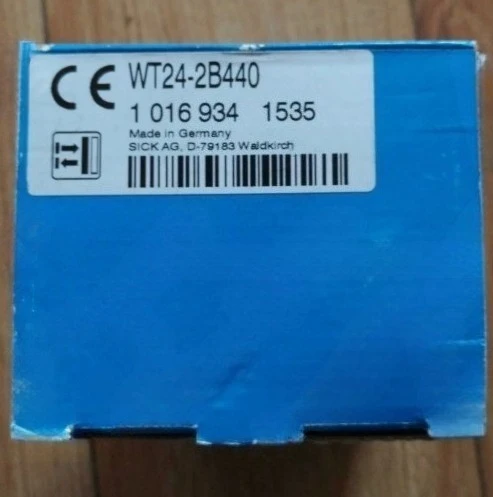 CE WT24-2B440
1 016 934 1535
Made in Germany
SICK AG, D-79183 Waldkirch